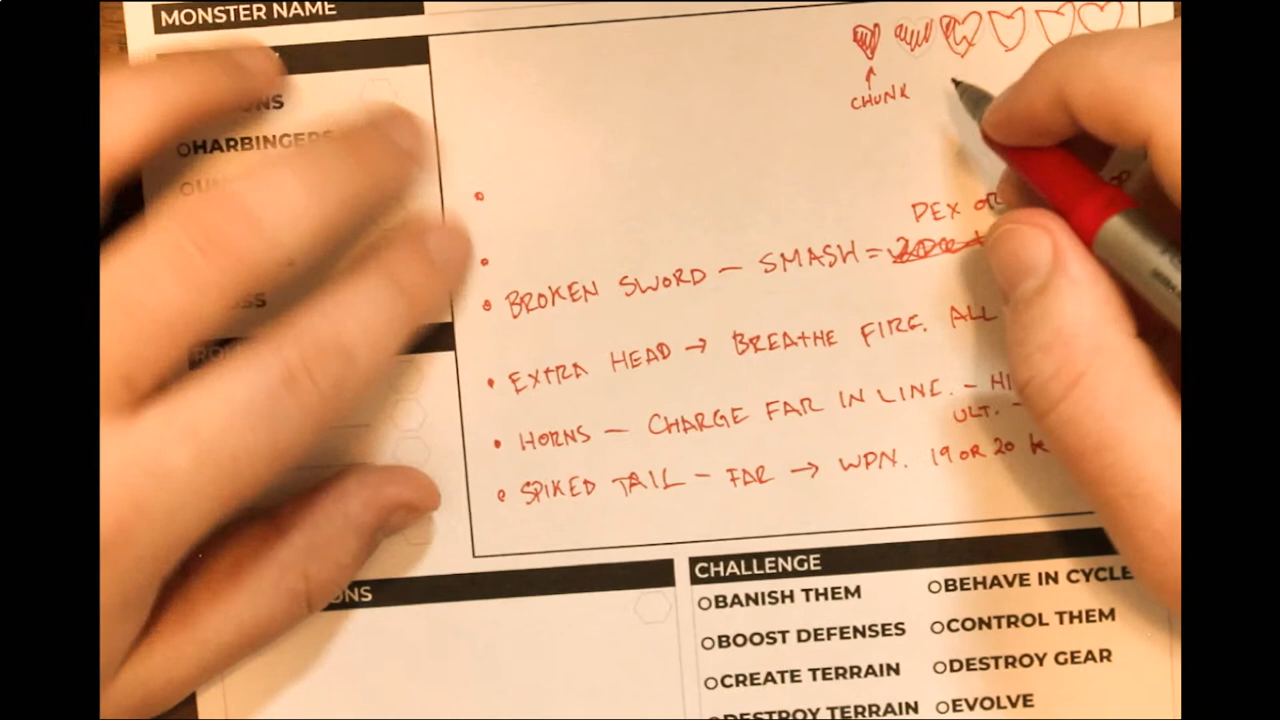 MONSTER NAME
HARBINGERS
CHUNK
DEX OR
BROKEN SWORD – SMASH =
EXTRA HEAD → BREATHE FIRE. ALL
HORNS – CHARGE FAR IN LINE. –
ULT. –
SPIKED TAIL – FAR → WPN. 19 OR 20
CHALLENGE
BANISH THEM
BEHAVE IN CYCLE
BOOST DEFENSES
CONTROL THEM
CREATE TERRAIN
DESTROY GEAR
DESTROY TERRAIN
EVOLVE